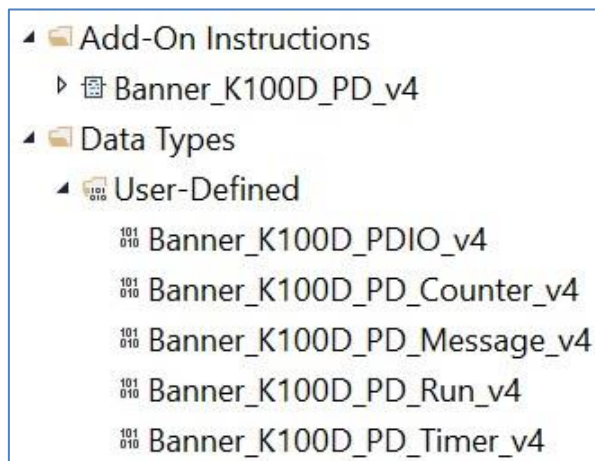 Add-On Instructions
Banner_K100D_PD_v4
Data Types
User-Defined
Banner_K100D_PDIO_v4
Banner_K100D_PD_Counter_v4
Banner_K100D_PD_Message_v4
Banner_K100D_PD_Run_v4
Banner_K100D_PD_Timer_v4